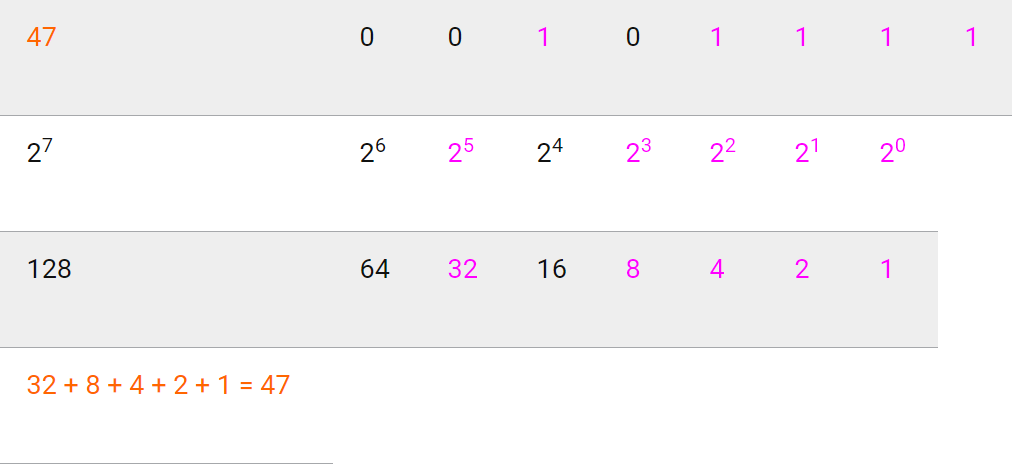 47 0 0 1 0 1 1 1 1
2⁷ 2⁶ 2⁵ 2⁴ 2³ 2² 2¹ 2⁰
128 64 32 16 8 4 2 1
32 + 8 + 4 + 2 + 1 = 47